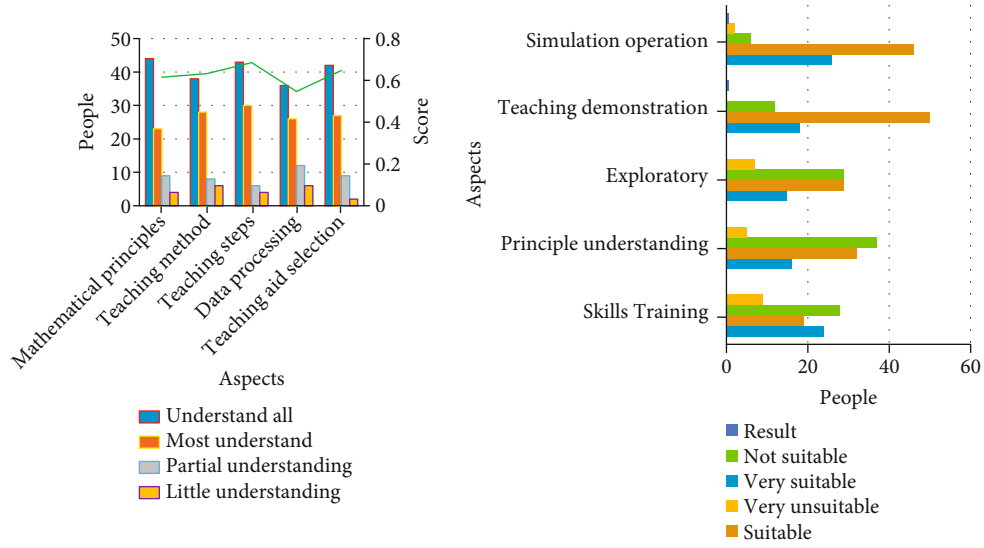 50
40
30
20
10
0
People
0.8
0.6
0.4
0.2
0
Score
Mathematical principles
Teaching method
Teaching steps
Data processing
Teaching aid selection
Aspects
Understand all
Most understand
Partial understanding
Little understanding
Aspects
Simulation operation
Teaching demonstration
Exploratory
Principle understanding
Skills Training
0 20 40 60
People
Result
Not suitable
Very suitable
Very unsuitable
Suitable